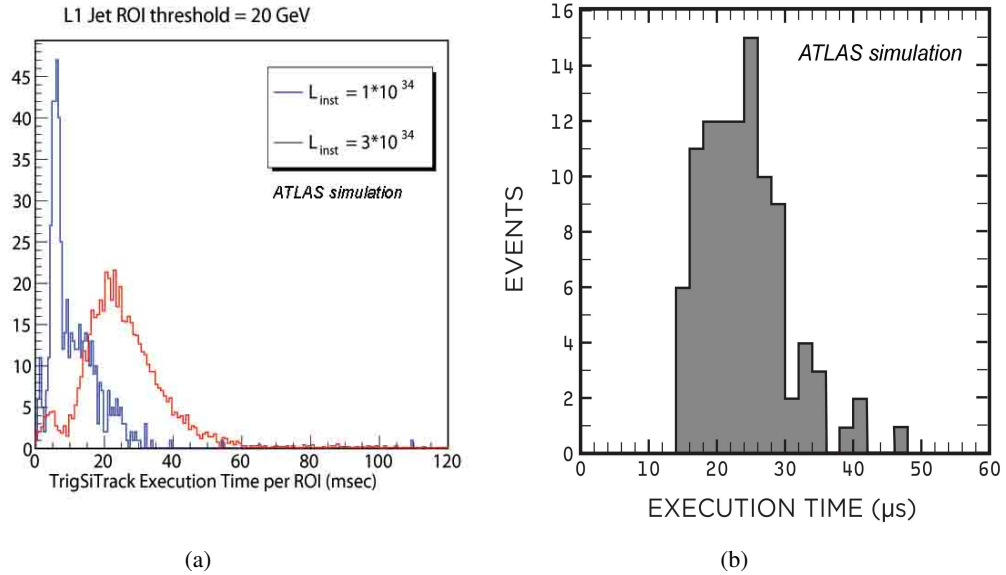 L1 Jet ROI threshold = 20 GeV
45
40
35
30
25
20
15
10
5
0
L inst = 1*10 34
L inst = 3*10 34
ATLAS simulation
0 20 40 60 80 100 120
TrigSiTrack Execution Time per ROI (msec)
(a)
16
14
12
10
8
6
4
2
0
EVENTS
ATLAS simulation
0 10 20 30 40 50 60
EXECUTION TIME (µs)
(b)